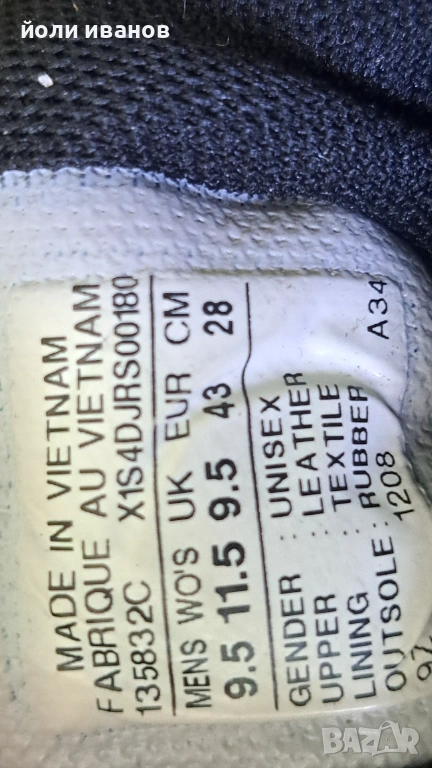 йоли иванов
MADE IN VIETNAM
FABRIQUE AU VIETNAM
135832C X1S4DJRS00180
MENS WO'S UK EUR CM
9.5 11.5 9.5 43 28
GENDER : UNISEX
UPPER : LEATHER
LINING : TEXTILE
OUTSOLE : RUBBER
1208 A34
BAZAR